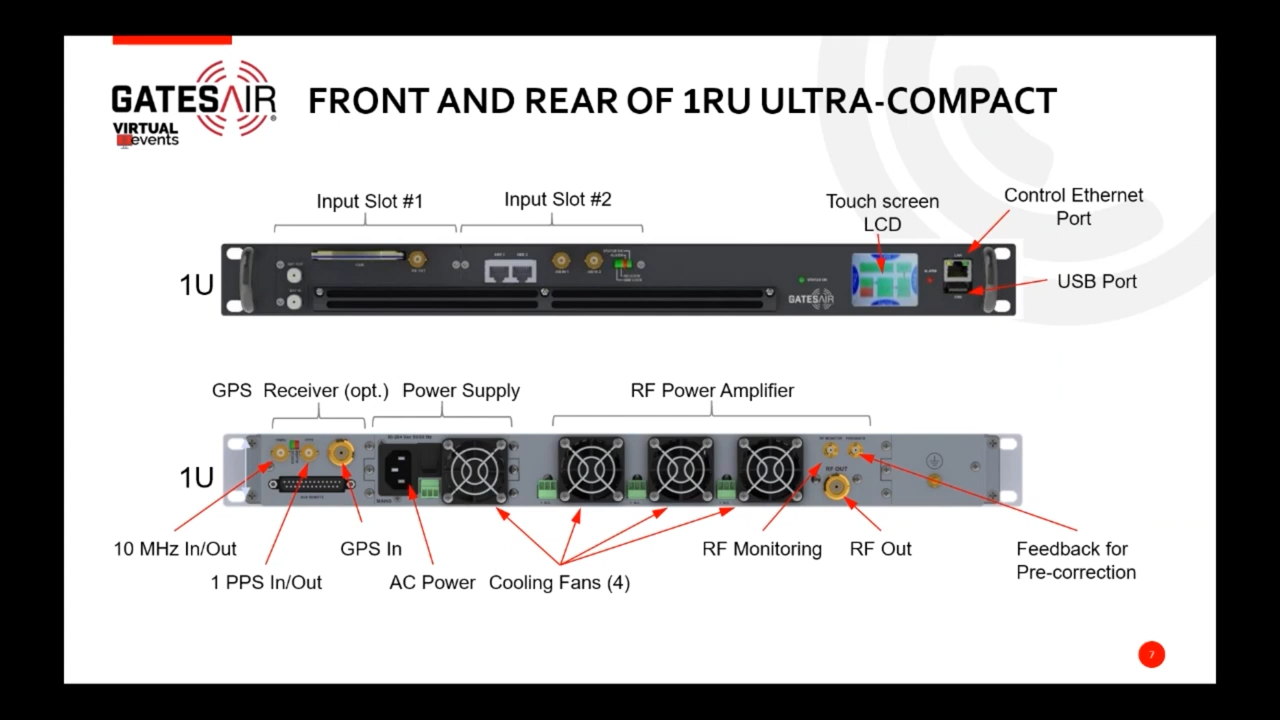 GATESAIR
VIRTUAL
events
FRONT AND REAR OF 1RU ULTRA-COMPACT
Input Slot #1
Input Slot #2
Touch screen
LCD
Control Ethernet
Port
1U
GATESAIR
USB Port
GPS Receiver (opt.)
Power Supply
RF Power Amplifier
1U
RF OUT
10 MHz In/Out
GPS In
RF Monitoring
RF Out
Feedback for
Pre-correction
1 PPS In/Out
AC Power
Cooling Fans (4)
7